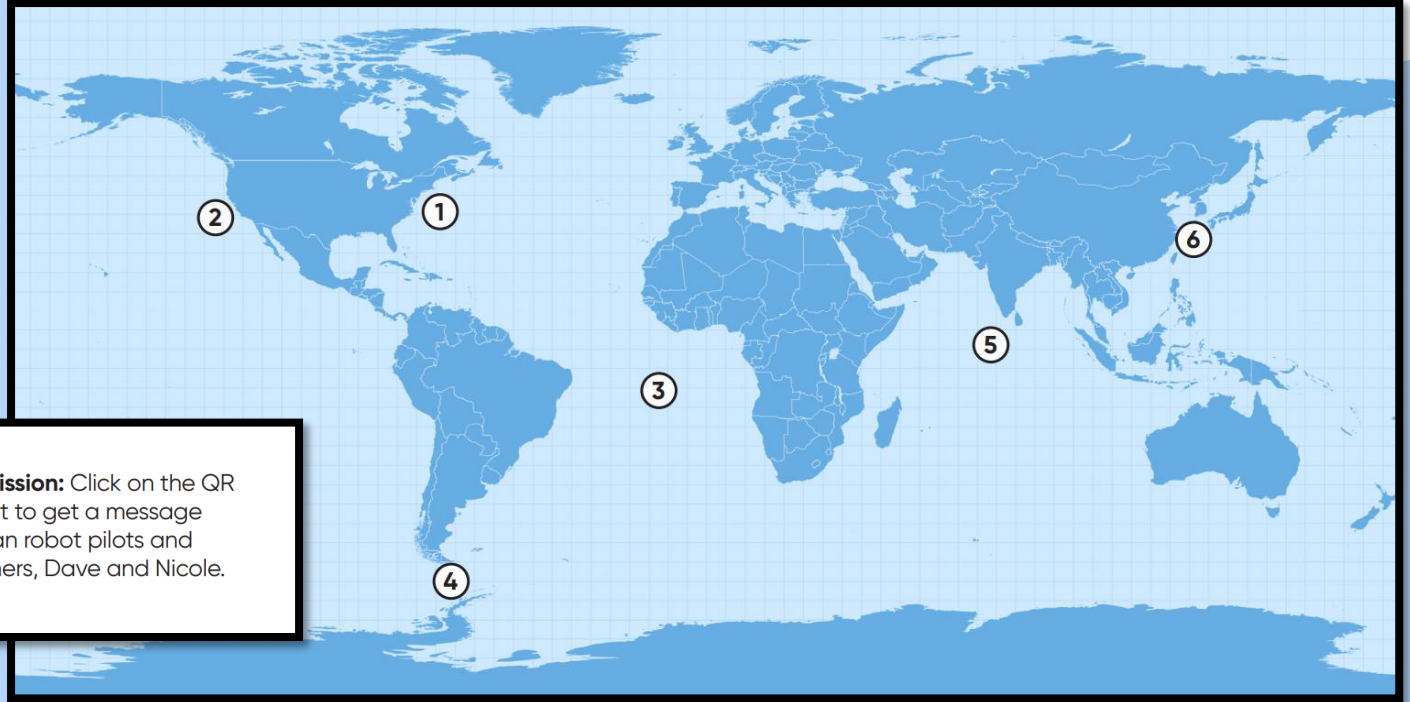 2
1
6
5
3
ission: Click on the QR
t to get a message
an robot pilots and
ers, Dave and Nicole.
4